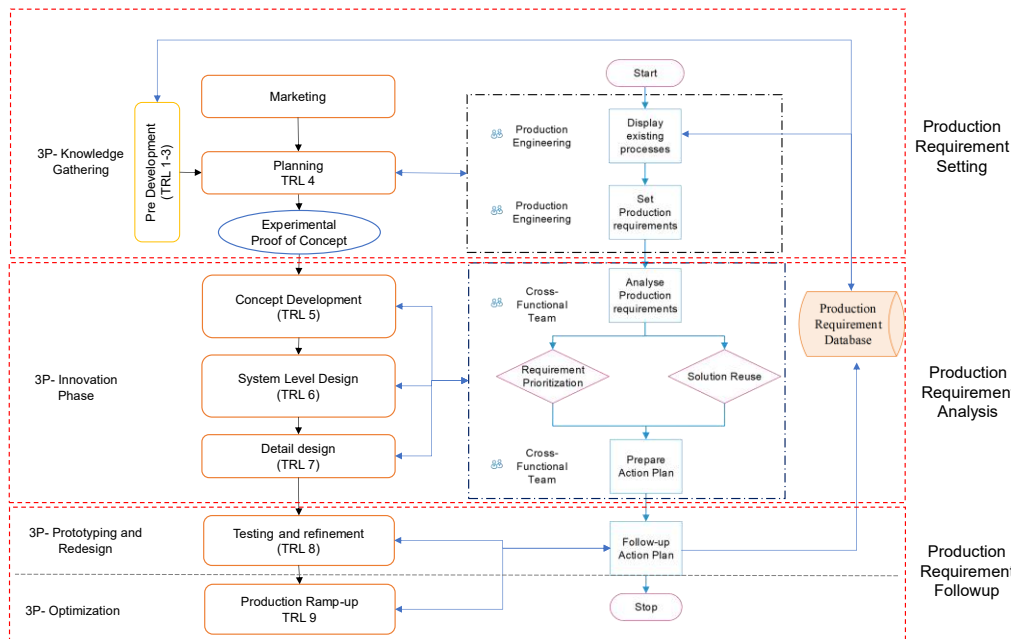 Start
Marketing
Display
existing
processes
Production
Engineering
Production
Requirement
Setting
3P- Knowledge
Gathering
Pre Development
(TRL 1-3)
Planning
TRL 4
Production
Engineering
Set
Production
requirements
Experimental
Proof of Concept
Concept Development
(TRL 5)
Cross-
Functional
Team
Analyse
Production
requirements
Production
Requirement
Database
3P- Innovation
Phase
System Level Design
(TRL 6)
Requirement
Prioritization
Solution Reuse
Production
Requirement
Analysis
Detail design
(TRL 7)
Cross-
Functional
Team
Prepare
Action Plan
3P- Prototyping and
Redesign
Testing and refinement
(TRL 8)
Follow-up
Action Plan
Production
Requirement
Followup
3P- Optimization
Production Ramp-up
TRL 9
Stop